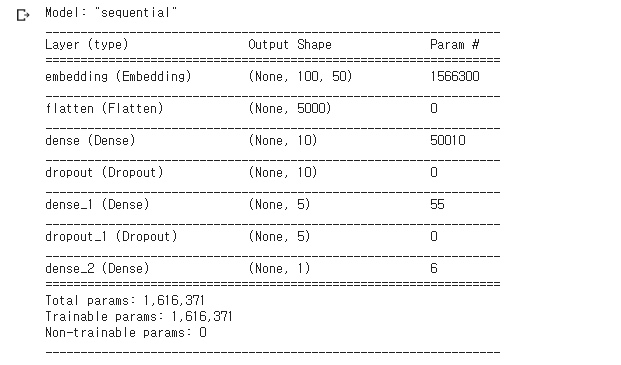 Model: "sequential"
_________________________________________________________________
Layer (type) Output Shape Param #
=================================================================
embedding (Embedding) (None, 100, 50) 1566300
_________________________________________________________________
flatten (Flatten) (None, 5000) 0
_________________________________________________________________
dense (Dense) (None, 10) 50010
_________________________________________________________________
dropout (Dropout) (None, 10) 0
_________________________________________________________________
dense_1 (Dense) (None, 5) 55
_________________________________________________________________
dropout_1 (Dropout) (None, 5) 0
_________________________________________________________________
dense_2 (Dense) (None, 1) 6
=================================================================
Total params: 1,616,371
Trainable params: 1,616,371
Non-trainable params: 0
_________________________________________________________________